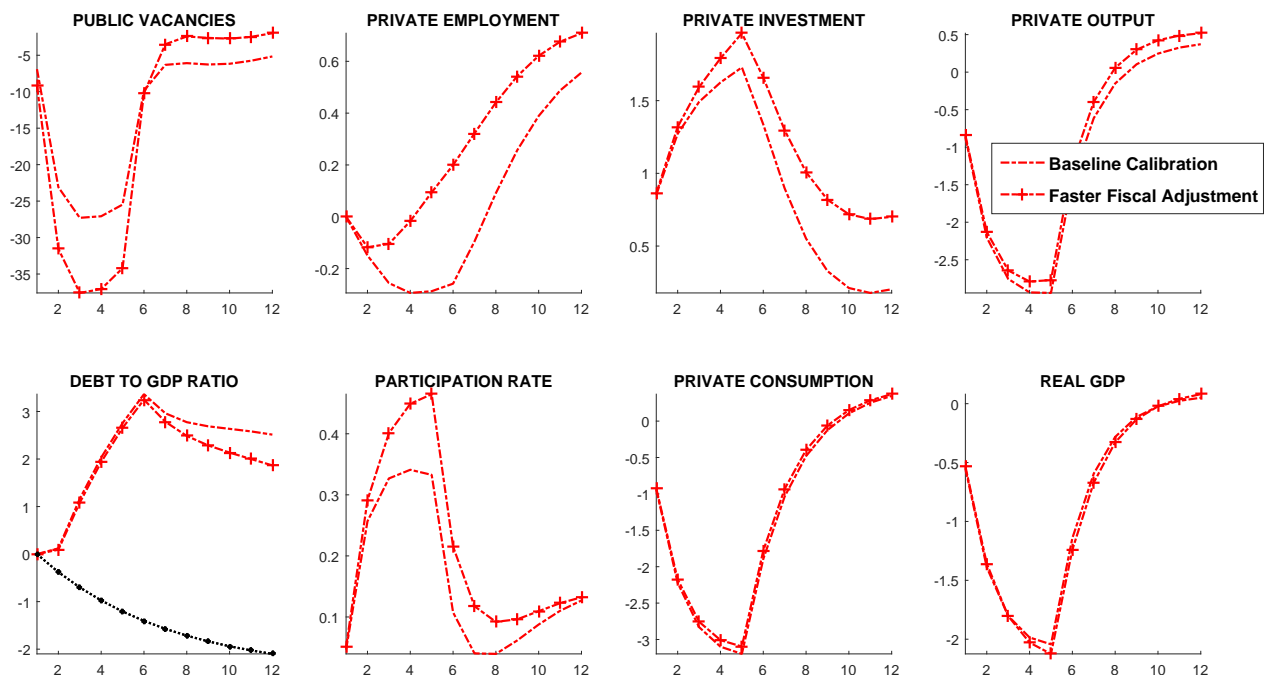 PUBLIC VACANCIES
-5
-10
-15
-20
-25
-30
-35
2 4 6 8 10 12
PRIVATE EMPLOYMENT
0.6
0.4
0.2
0
-0.2
2 4 6 8 10 12
PRIVATE INVESTMENT
1.5
1
0.5
2 4 6 8 10 12
PRIVATE OUTPUT
0.5
0
-0.5
-1
-1.5
-2
-2.5
2 4 6 8 10 12
Baseline Calibration
Faster Fiscal Adjustment
DEBT TO GDP RATIO
3
2
1
0
-1
-2
2 4 6 8 10 12
PARTICIPATION RATE
0.4
0.3
0.2
0.1
2 4 6 8 10 12
PRIVATE CONSUMPTION
0
-0.5
-1
-1.5
-2
-2.5
-3
2 4 6 8 10 12
REAL GDP
0
-0.5
-1
-1.5
-2
2 4 6 8 10 12